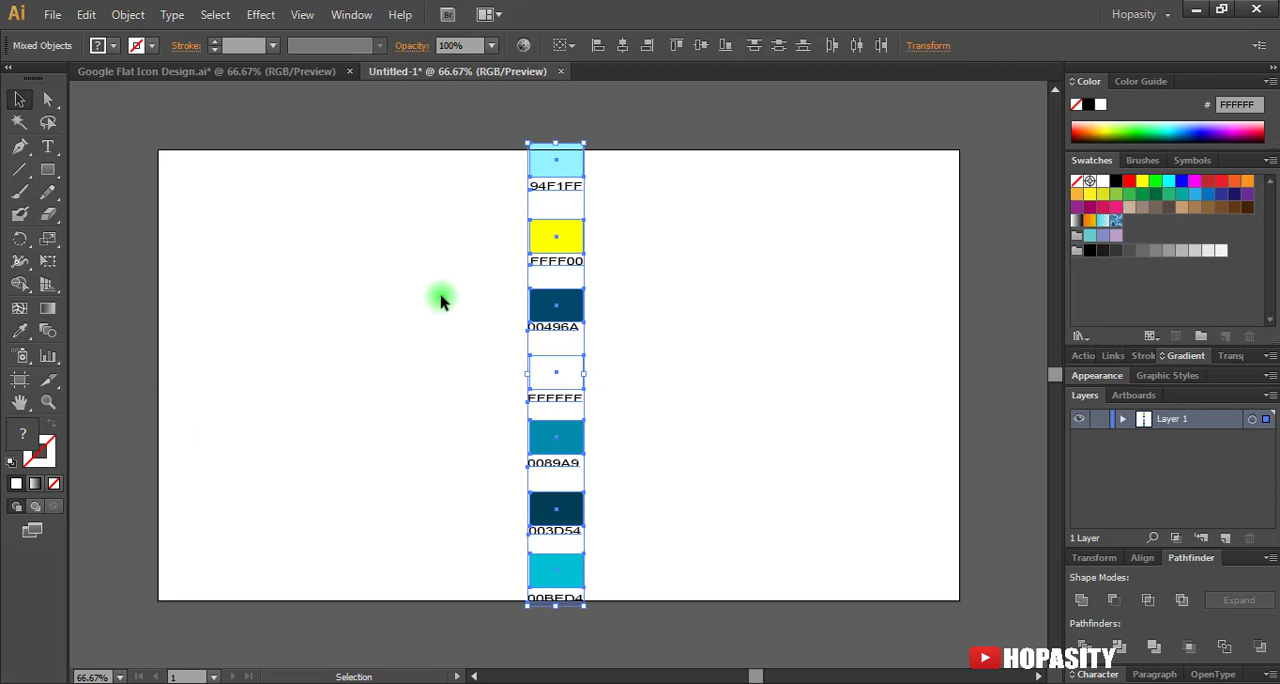 Ai File Edit Object Type Select Effect View Window Help Br Hopasity
Mixed Objects ? Stroke: Opacity: 100% Transform
Google Flat Icon Design.ai* @ 66.67% (RGB/Preview) × Untitled-1* @ 66.67% (RGB/Preview) ×
Color Color Guide
# FFFFFF
Swatches Brushes Symbols
94F1FF
FFFF00
00496A
FFFFFF
0089A9
003D54
00BED4
?
Actio Links Strok Gradient Transp
Appearance Graphic Styles
Layers Artboards
Layer 1
1 Layer
Transform Align Pathfinder
Shape Modes:
Expand
Pathfinders:
HOPASITY
Character Paragraph OpenType
66.67% 1 Selection